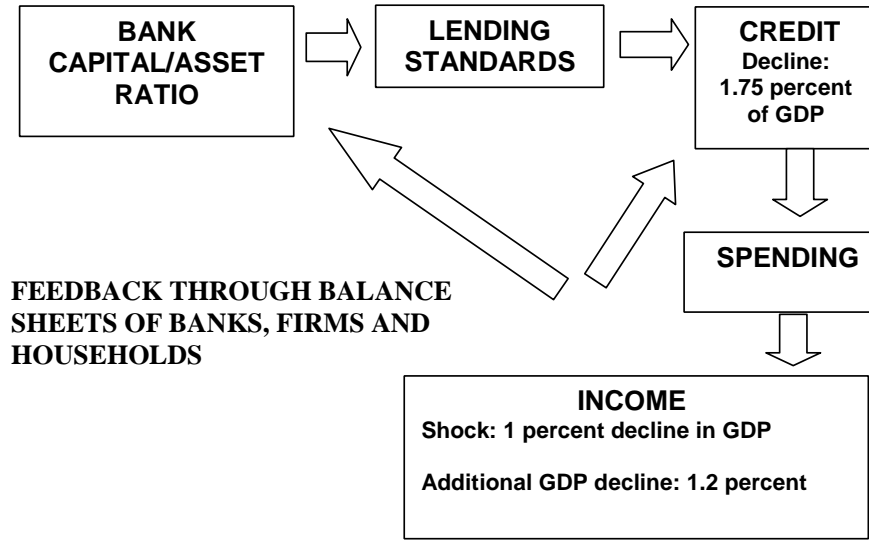 BANK
CAPITAL/ASSET
RATIO
LENDING
STANDARDS
CREDIT
Decline:
1.75 percent
of GDP
SPENDING
FEEDBACK THROUGH BALANCE
SHEETS OF BANKS, FIRMS AND
HOUSEHOLDS
INCOME
Shock: 1 percent decline in GDP
Additional GDP decline: 1.2 percent